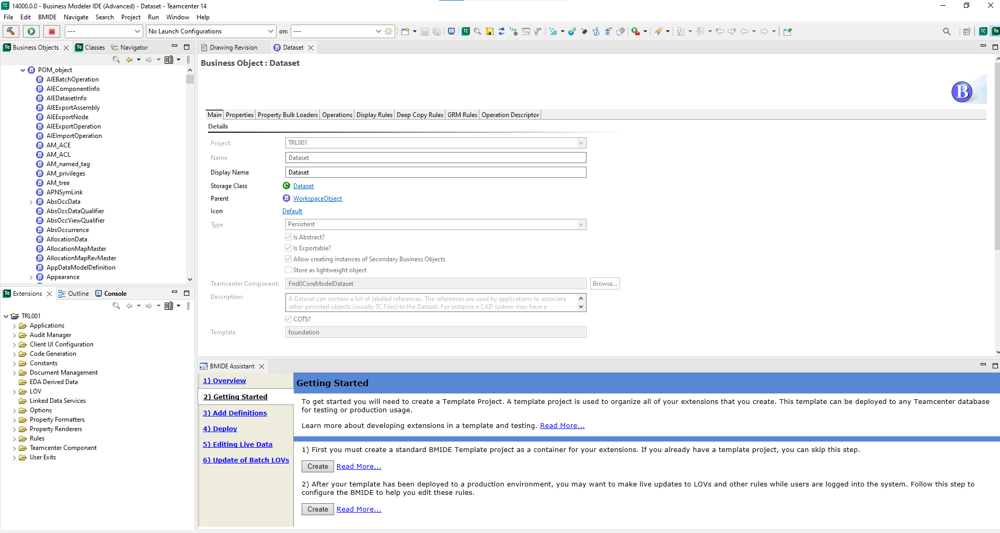 14000.0.0 - Business Modeler IDE (Advanced) - Dataset - Teamcenter 14
File Edit BMIDE Navigate Search Project Run Window Help
--- No Launch Configurations on: ---
Business Objects Classes Navigator
POM_object
AIEBatchOperation
AIEComponentInfo
AIEDatasetInfo
AIEExportAssembly
AIEExportNode
AIEExportOperation
AIEImportOperation
AM_ACE
AM_ACL
AM_named_tag
AM_privileges
AM_tree
APNSymLink
AbsOccData
AbsOccDataQualifier
AbsOccViewQualifier
AbsOccurrence
AllocationData
AllocationMapMaster
AllocationMapRevMaster
AppDataModelDefinition
Appearance
Extensions Outline Console
TRL001
Applications
Audit Manager
Client UI Configuration
Code Generation
Constants
Document Management
EDA Derived Data
LOV
Linked Data Services
Options
Property Formatters
Property Renderers
Rules
Teamcenter Component
User Exits
Drawing Revision Dataset
Business Object : Dataset
Main Properties Property Bulk Loaders Operations Display Rules Deep Copy Rules GRM Rules Operation Descriptor
Details
Project: TRL001
Name Dataset
Display Name Dataset
Storage Class Dataset
Parent WorkspaceObject
Icon Default
Type Persistent
Is Abstract?
Is Exportable?
Allow creating instances of Secondary Business Objects
Store as lightweight object
Teamcenter Component: Fnd0CoreModelDataset Browse...
Description: A Dataset can contain a list of labeled references. The references are used by applications to associate
other persisted objects (usually TC Files) to the Dataset. For instance a CAD system may have a
COTS?
Template foundation
BMIDE Assistant
1) Overview
2) Getting Started
3) Add Definitions
4) Deploy
5) Editing Live Data
6) Update of Batch LOVs
Getting Started
To get started you will need to create a Template Project. A template project is used to organize all of your extensions that you create. This template can be deployed to any Teamcenter database
for testing or production usage.
Learn more about developing extensions in a template and testing. Read More...
1) First you must create a standard BMIDE Template project as a container for your extensions. If you already have a template project, you can skip this step.
Create Read More...
2) After your template has been deployed to a production environment, you may want to make live updates to LOVs and other rules while users are logged into the system. Follow this step to
configure the BMIDE to help you edit these rules.
Create Read More...